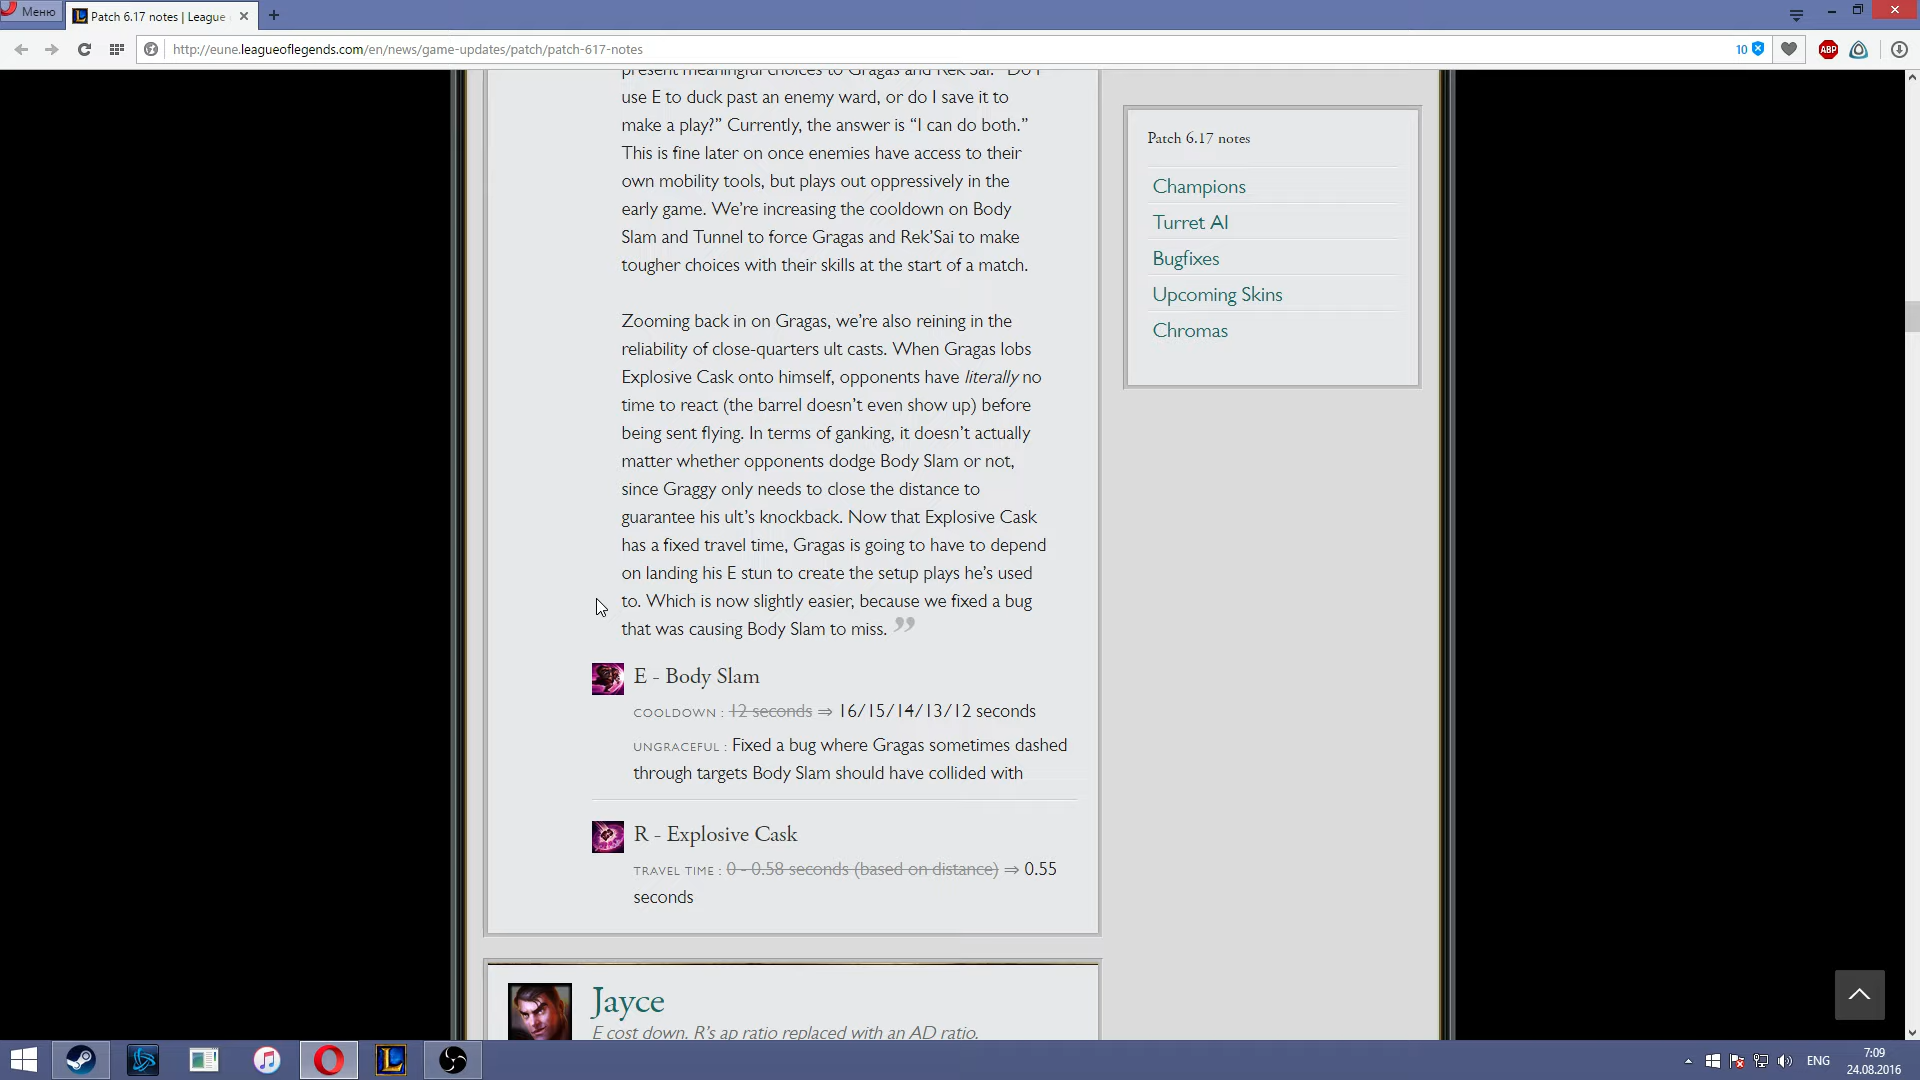 Меню
Patch 6.17 notes | League
http://eune.leagueoflegends.com/en/news/game-updates/patch/patch-617-notes
10
ABP
present meaningful choices to Gragas and Rek'Sai. “Do I
use E to duck past an enemy ward, or do I save it to
make a play?” Currently, the answer is “I can do both.”
This is fine later on once enemies have access to their
own mobility tools, but plays out oppressively in the
early game. We’re increasing the cooldown on Body
Slam and Tunnel to force Gragas and Rek’Sai to make
tougher choices with their skills at the start of a match.
Zooming back in on Gragas, we’re also reining in the
reliability of close-quarters ult casts. When Gragas lobs
Explosive Cask onto himself, opponents have literally no
time to react (the barrel doesn’t even show up) before
being sent flying. In terms of ganking, it doesn’t actually
matter whether opponents dodge Body Slam or not,
since Graggy only needs to close the distance to
guarantee his ult’s knockback. Now that Explosive Cask
has a fixed travel time, Gragas is going to have to depend
on landing his E stun to create the setup plays he’s used
to. Which is now slightly easier, because we fixed a bug
that was causing Body Slam to miss. ”
E - Body Slam
COOLDOWN : 12 seconds ⇒ 16/15/14/13/12 seconds
UNGRACEFUL : Fixed a bug where Gragas sometimes dashed
through targets Body Slam should have collided with
R - Explosive Cask
TRAVEL TIME : 0 - 0.58 seconds (based on distance) ⇒ 0.55
seconds
Jayce
E cost down. R’s ap ratio replaced with an AD ratio.
Patch 6.17 notes
Champions
Turret AI
Bugfixes
Upcoming Skins
Chromas
ENG
7:09
24.08.2016